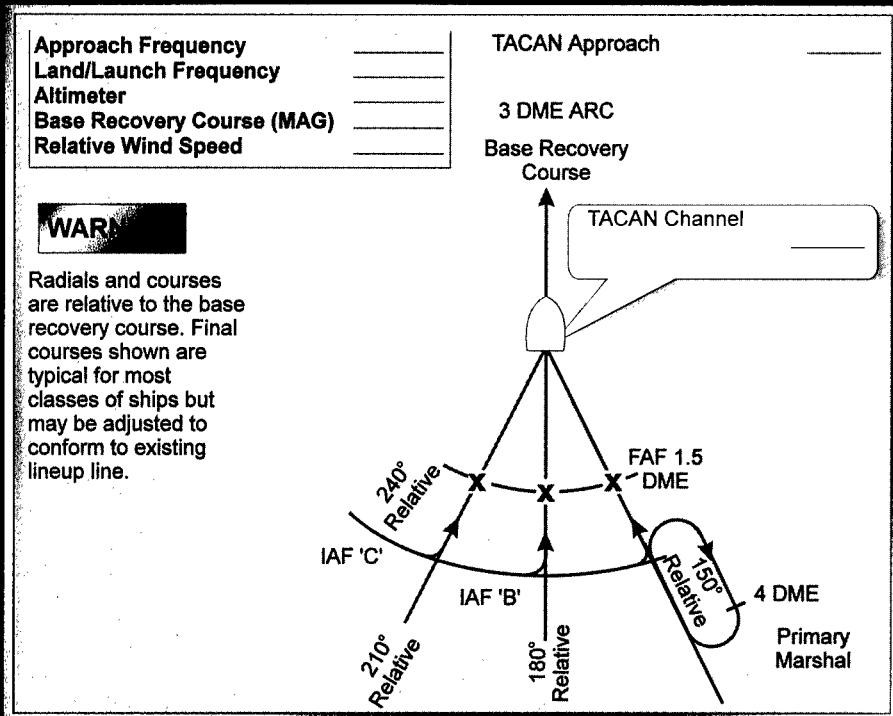 Approach Frequency
Land/Launch Frequency
Altimeter
Base Recovery Course (MAG)
Relative Wind Speed
TACAN Approach
3 DME ARC
Base Recovery
Course
TACAN Channel
Radials and courses
are relative to the base
recovery course. Final
courses shown are
typical for most
classes of ships but
may be adjusted to
conform to existing
lineup line.
FAF 1.5
DME
240°
Relative
IAF 'C'
IAF 'B'
150°
Relative
4 DME
Primary
Marshal
210°
Relative
180°
Relative